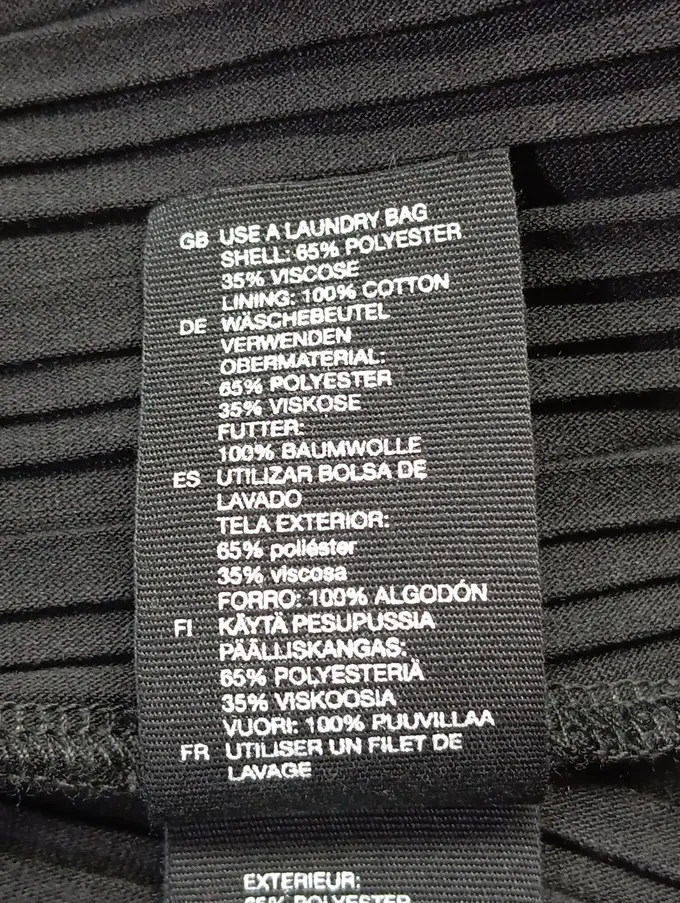 GB USE A LAUNDRY BAG
SHELL: 65% POLYESTER
35% VISCOSE
LINING: 100% COTTON
DE WÄSCHEBEUTEL
VERWENDEN
OBERMATERIAL:
65% POLYESTER
35% VISKOSE
FUTTER:
100% BAUMWOLLE
ES UTILIZAR BOLSA DE
LAVADO
TELA EXTERIOR:
65% poliéster
35% viscosa
FORRO: 100% ALGODÓN
FI KÄYTÄ PESUPUSSIA
PÄÄLLISKANGAS:
65% POLYESTERIÄ
35% VISKOOSIA
VUORI: 100% PUUVILLAA
FR UTILISER UN FILET DE
LAVAGE
EXTERIEUR:
65% POLYESTER